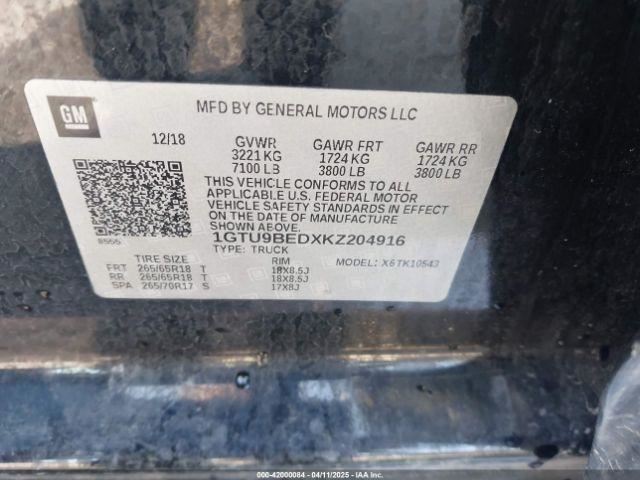 GM
MFD BY GENERAL MOTORS LLC
12/18 GVWR GAWR FRT GAWR RR
3221 KG 1724 KG 1724 KG
7100 LB 3800 LB 3800 LB
THIS VEHICLE CONFORMS TO ALL
APPLICABLE U.S. FEDERAL MOTOR
VEHICLE SAFETY STANDARDS IN EFFECT
ON THE DATE OF MANUFACTURE
SHOWN ABOVE.
8555 1GTU9BEDXKZ204916
TYPE: TRUCK
TIRE SIZE RIM MODEL: X6TK10543
FRT 265/65R18 T 18X8.5J
RR 265/65R18 T 18X8.5J
SPA 265/70R17 S 17X8J
000-42000084 04/11/2025 IAA Inc.